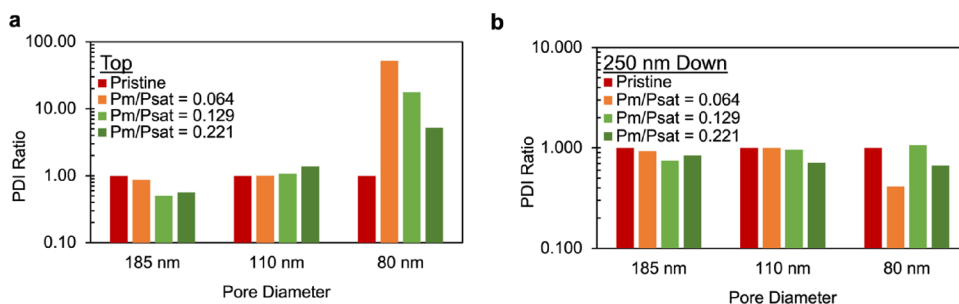 a
100.00
10.00
1.00
0.10
PDI Ratio
Top
Pristine
Pm/Psat = 0.064
Pm/Psat = 0.129
Pm/Psat = 0.221
185 nm
110 nm
80 nm
Pore Diameter
b
10.000
1.000
0.100
PDI Ratio
250 nm Down
Pristine
Pm/Psat = 0.064
Pm/Psat = 0.129
Pm/Psat = 0.221
185 nm
110 nm
80 nm
Pore Diameter